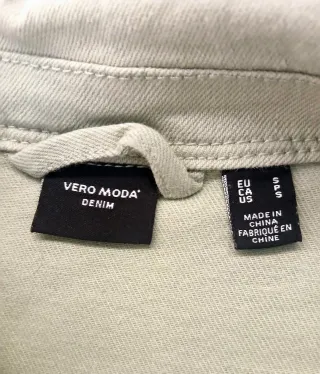 VERO MODA®
DENIM
EU S
CA P
US S
MADE IN
CHINA
FABRIQUÉ EN
CHINE